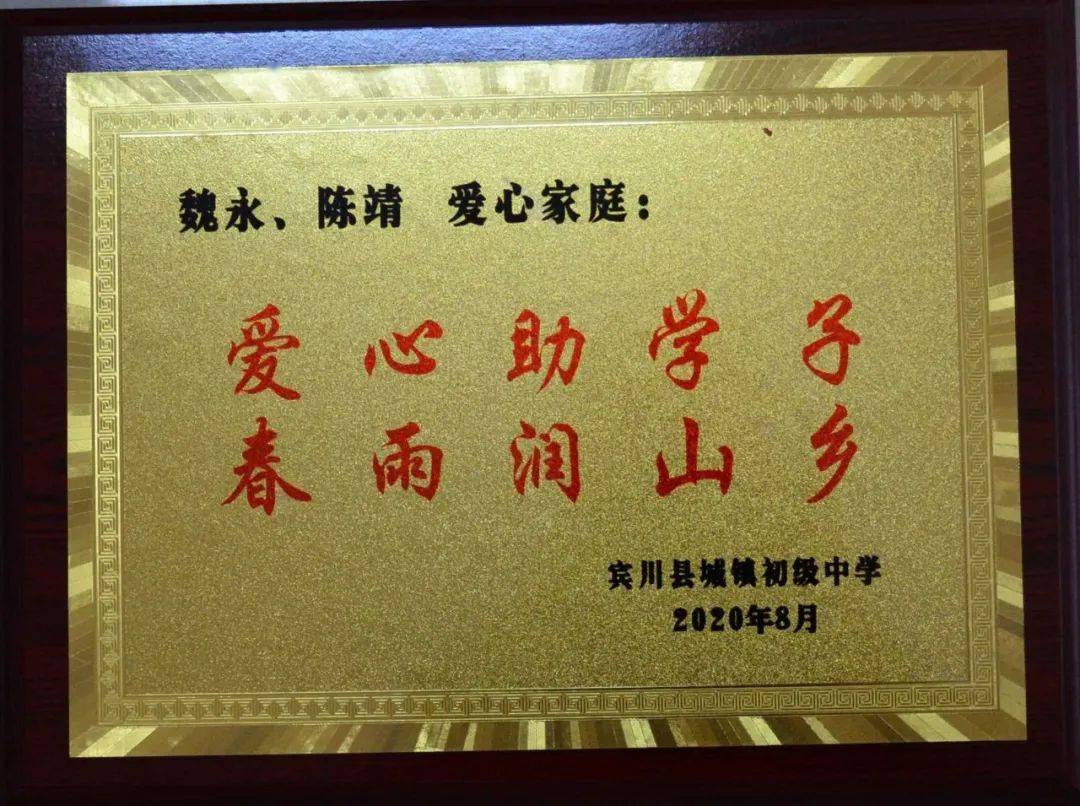 魏永、陈靖 爱心家庭：
爱心助学子
春雨润山乡
宾川县城镇初级中学
2020年8月